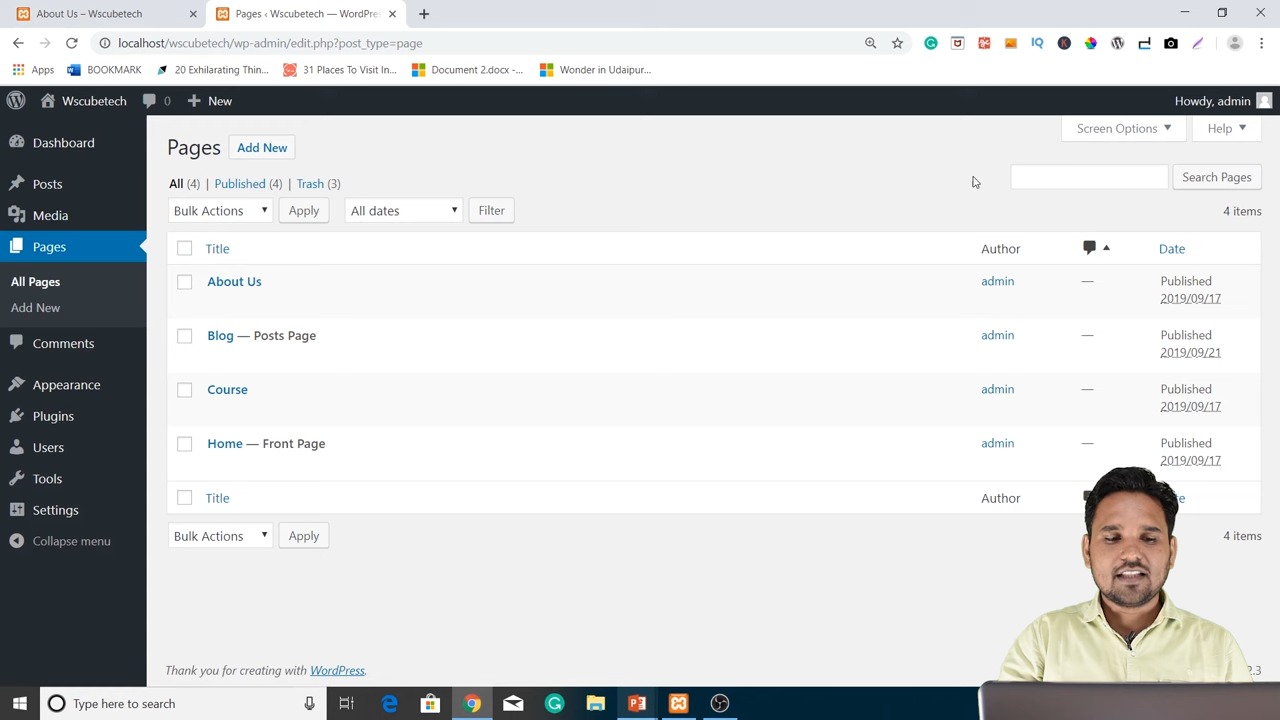 About Us – Wscubetech
Pages ‹ Wscubetech — WordPre
localhost/wscubetech/wp-admin/edit.php?post_type=page
Apps
BOOKMARK
20 Exhilarating Thin...
31 Places To Visit In...
Document 2.docx -...
Wonder in Udaipur...
Wscubetech
0
New
Howdy, admin
Dashboard
Posts
Media
Pages
All Pages
Add New
Comments
Appearance
Plugins
Users
Tools
Settings
Collapse menu
Screen Options
Help
Pages
Add New
All (4) | Published (4) | Trash (3)
Search Pages
Bulk Actions
Apply
All dates
Filter
4 items
Title Author Date
About Us admin — Published
2019/09/17
Blog — Posts Page admin — Published
2019/09/21
Course admin — Published
2019/09/17
Home — Front Page admin — Published
2019/09/17
Title Author
Bulk Actions
Apply
4 items
Thank you for creating with WordPress.
2.3
Type here to search